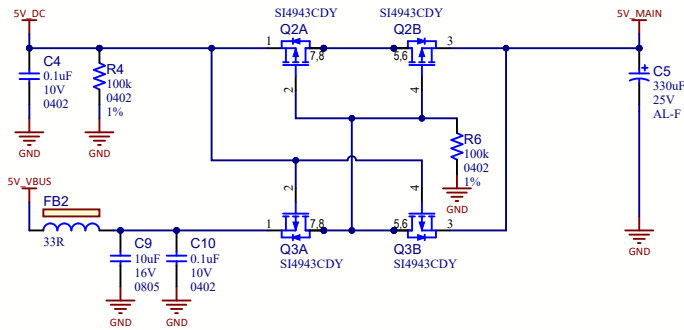 5V_DC
C4
0.1uF
10V
0402
GND
R4
100k
0402
1%
GND
SI4943CDY
Q2A
1
7,8
2
SI4943CDY
Q2B
5,6
3
4
5V_MAIN
C5
330uF
25V
AL-F
GND
R6
100k
0402
1%
GND
5V_VBUS
FB2
33R
C9
10uF
16V
0805
GND
C10
0.1uF
10V
0402
GND
2
1
7,8
Q3A
SI4943CDY
4
5,6
3
Q3B
SI4943CDY